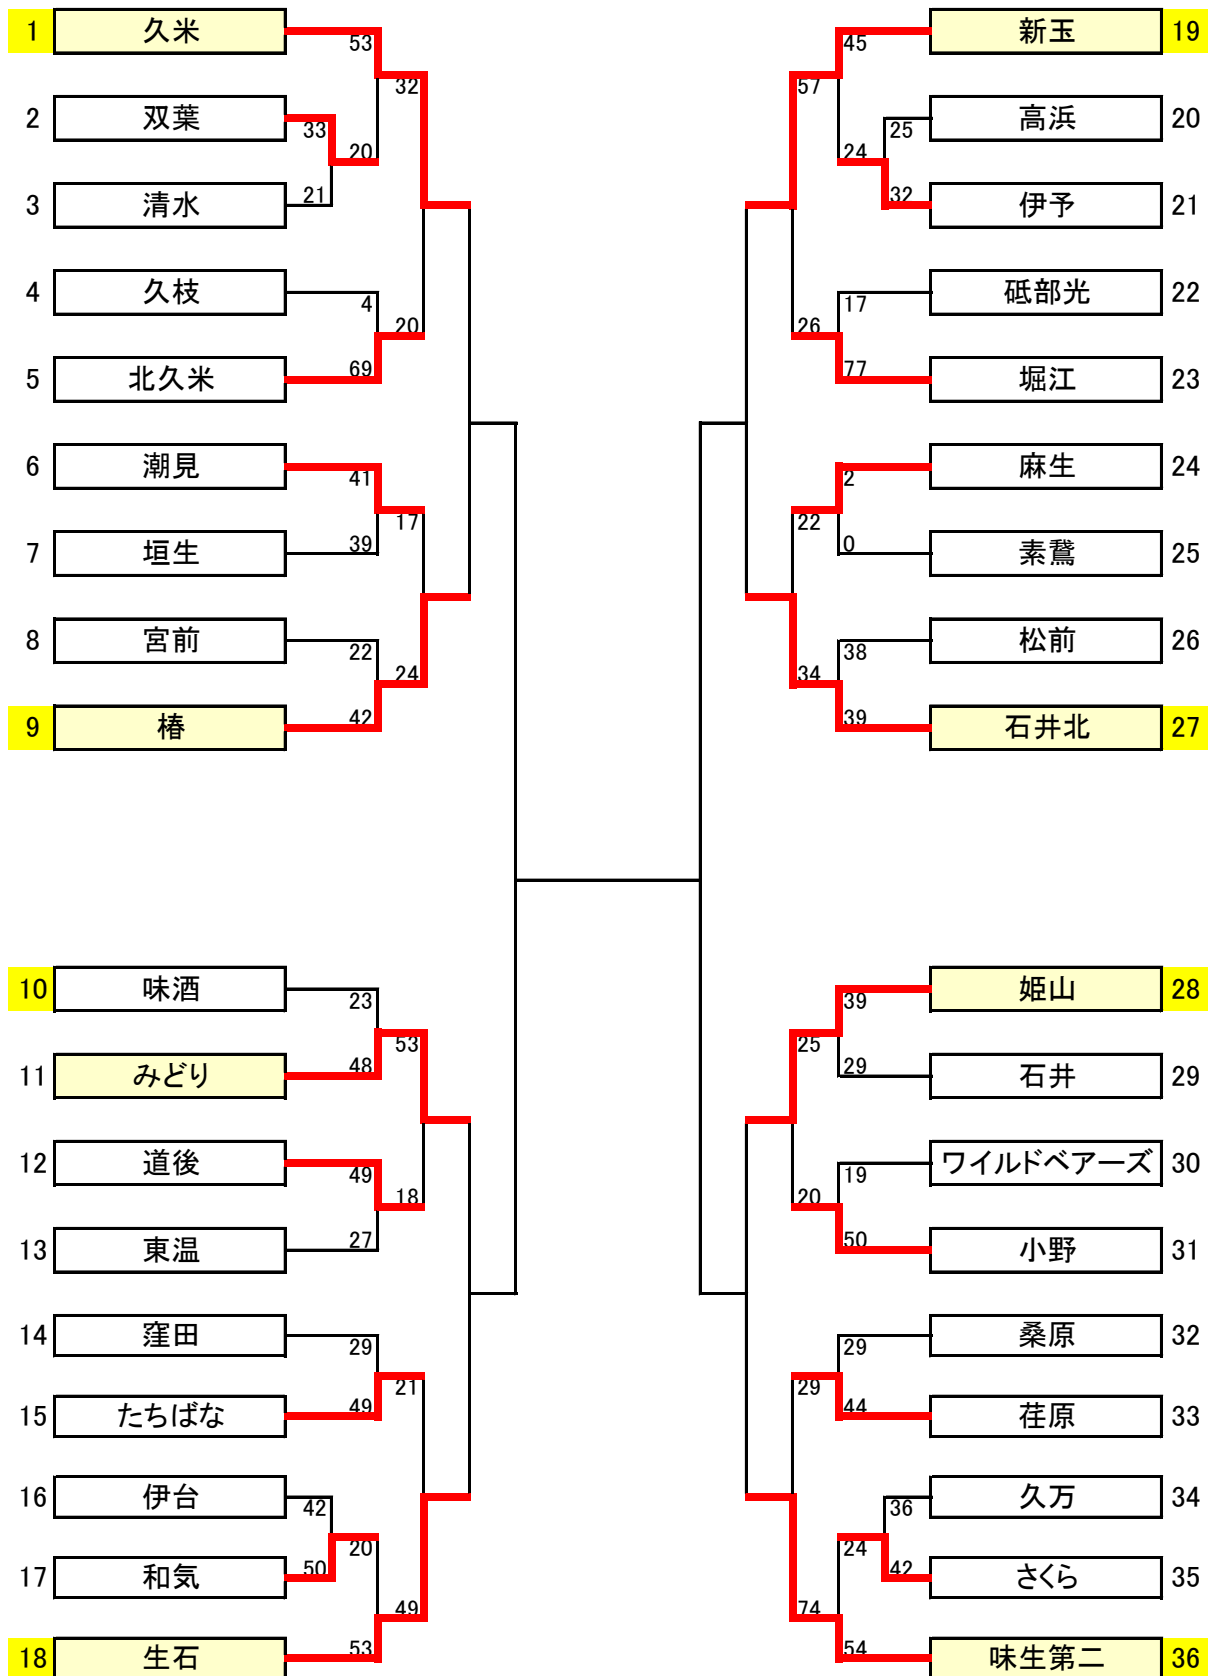 1 久米 53
32
2 双葉 33
20
3 清水 21
4 久枝 4
20
5 北久米 69
6 潮見 41
17
7 垣生 39
8 宮前 22
24
9 椿 42
10 味酒 23
53
11 みどり 48
12 道後 49
18
13 東温 27
14 窪田 29
21
15 たちばな 49
16 伊台 42
20
17 和気 50
49
18 生石 53
45 新玉 19
57
25 高浜 20
24
32 伊予 21
17 砥部光 22
26
77 堀江 23
2 麻生 24
22
0 素鵞 25
38 松前 26
34
39 石井北 27
39 姫山 28
25
29 石井 29
19 ワイルドベアーズ 30
20
50 小野 31
29 桑原 32
29
44 荏原 33
36 久万 34
24
42 さくら 35
74
54 味生第二 36